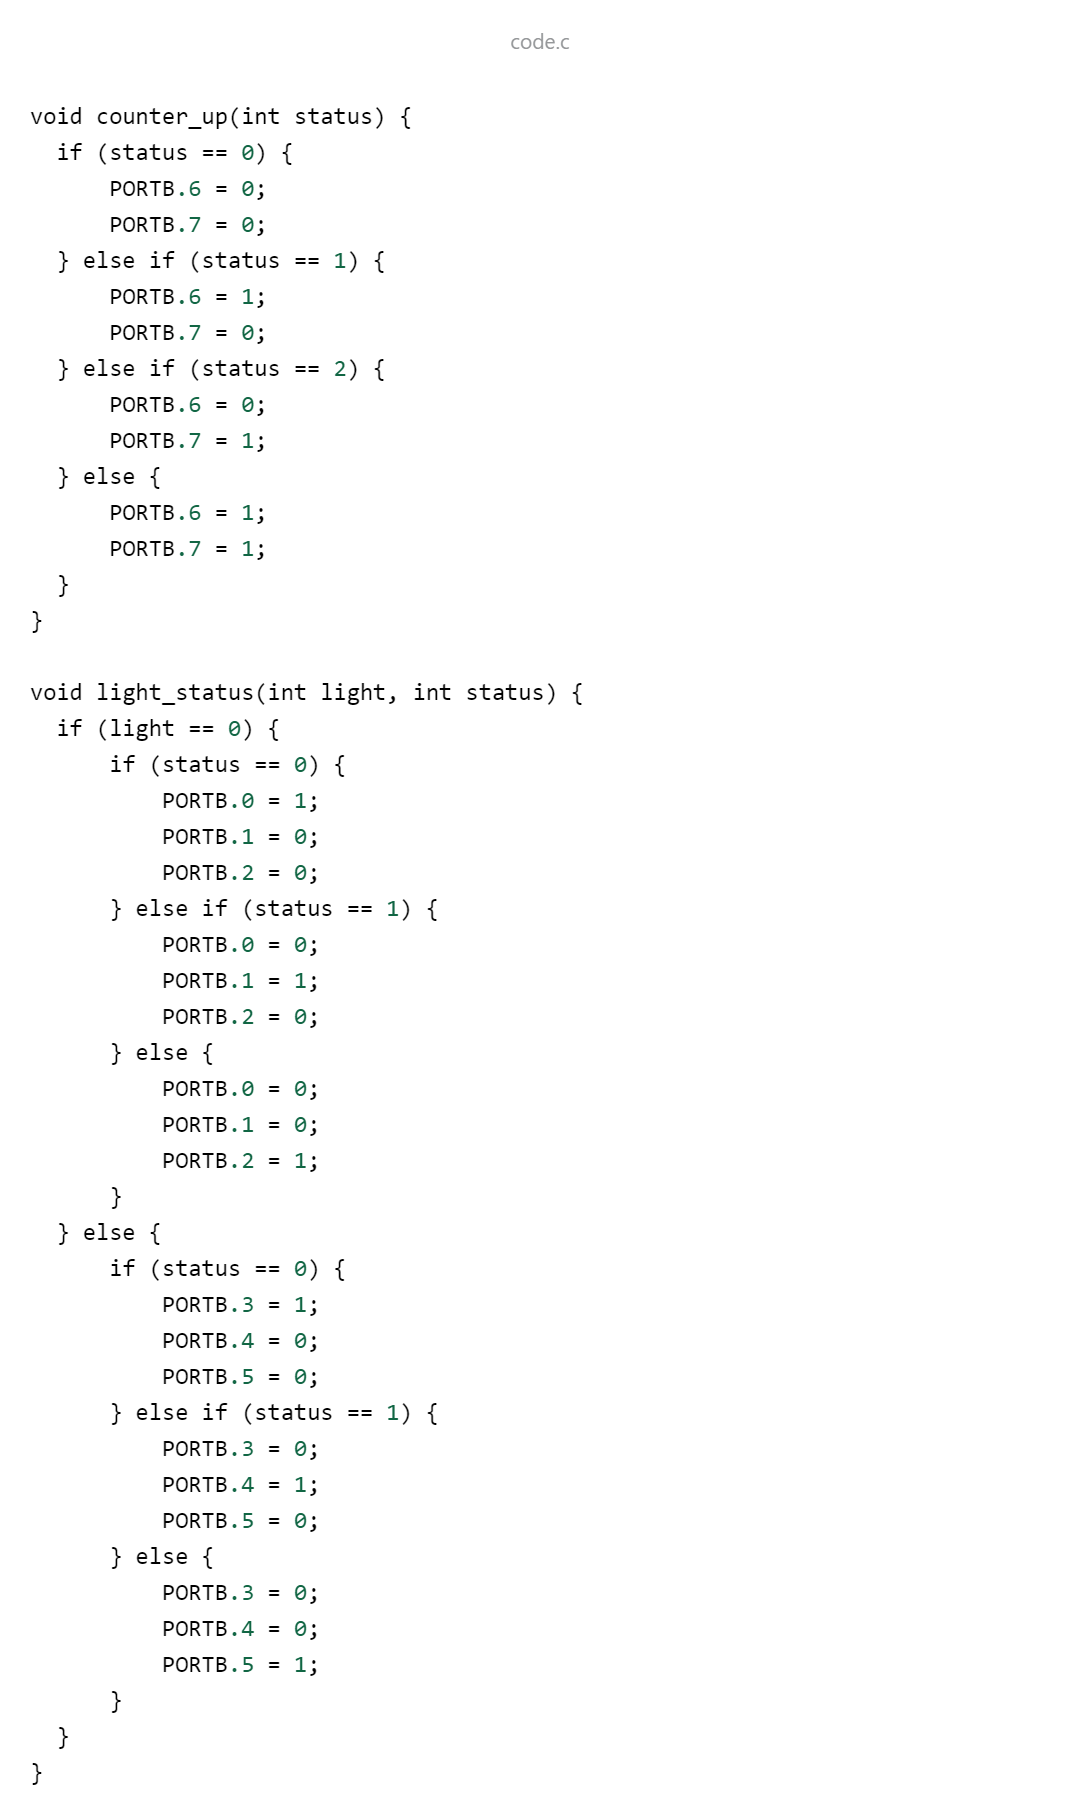 code.c
void counter_up(int status) {
  if (status == 0) {
      PORTB.6 = 0;
      PORTB.7 = 0;
  } else if (status == 1) {
      PORTB.6 = 1;
      PORTB.7 = 0;
  } else if (status == 2) {
      PORTB.6 = 0;
      PORTB.7 = 1;
  } else {
      PORTB.6 = 1;
      PORTB.7 = 1;
  }
}

void light_status(int light, int status) {
  if (light == 0) {
      if (status == 0) {
          PORTB.0 = 1;
          PORTB.1 = 0;
          PORTB.2 = 0;
      } else if (status == 1) {
          PORTB.0 = 0;
          PORTB.1 = 1;
          PORTB.2 = 0;
      } else {
          PORTB.0 = 0;
          PORTB.1 = 0;
          PORTB.2 = 1;
      }
  } else {
      if (status == 0) {
          PORTB.3 = 1;
          PORTB.4 = 0;
          PORTB.5 = 0;
      } else if (status == 1) {
          PORTB.3 = 0;
          PORTB.4 = 1;
          PORTB.5 = 0;
      } else {
          PORTB.3 = 0;
          PORTB.4 = 0;
          PORTB.5 = 1;
      }
  }
}